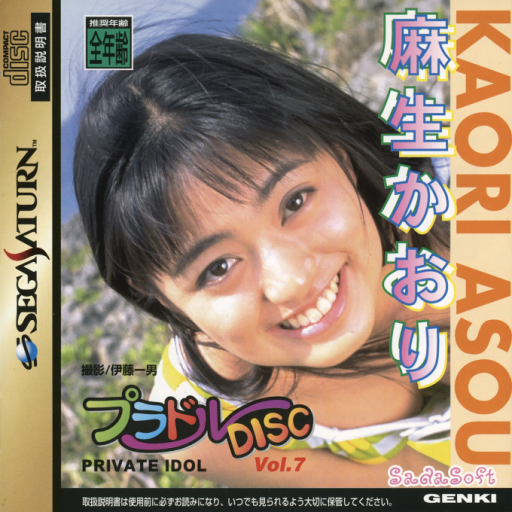 COMPACT
disc
取扱説明書
推奨年齢
全年齢
麻生かおり
KAORI ASOU
SEGA SATURN™
撮影/伊藤一男
プラドルDISC
PRIVATE IDOL Vol.7
SadaSoft
GENKI
取扱説明書は使用前に必ずお読みになり、いつでも見られるよう大切に保管してください。